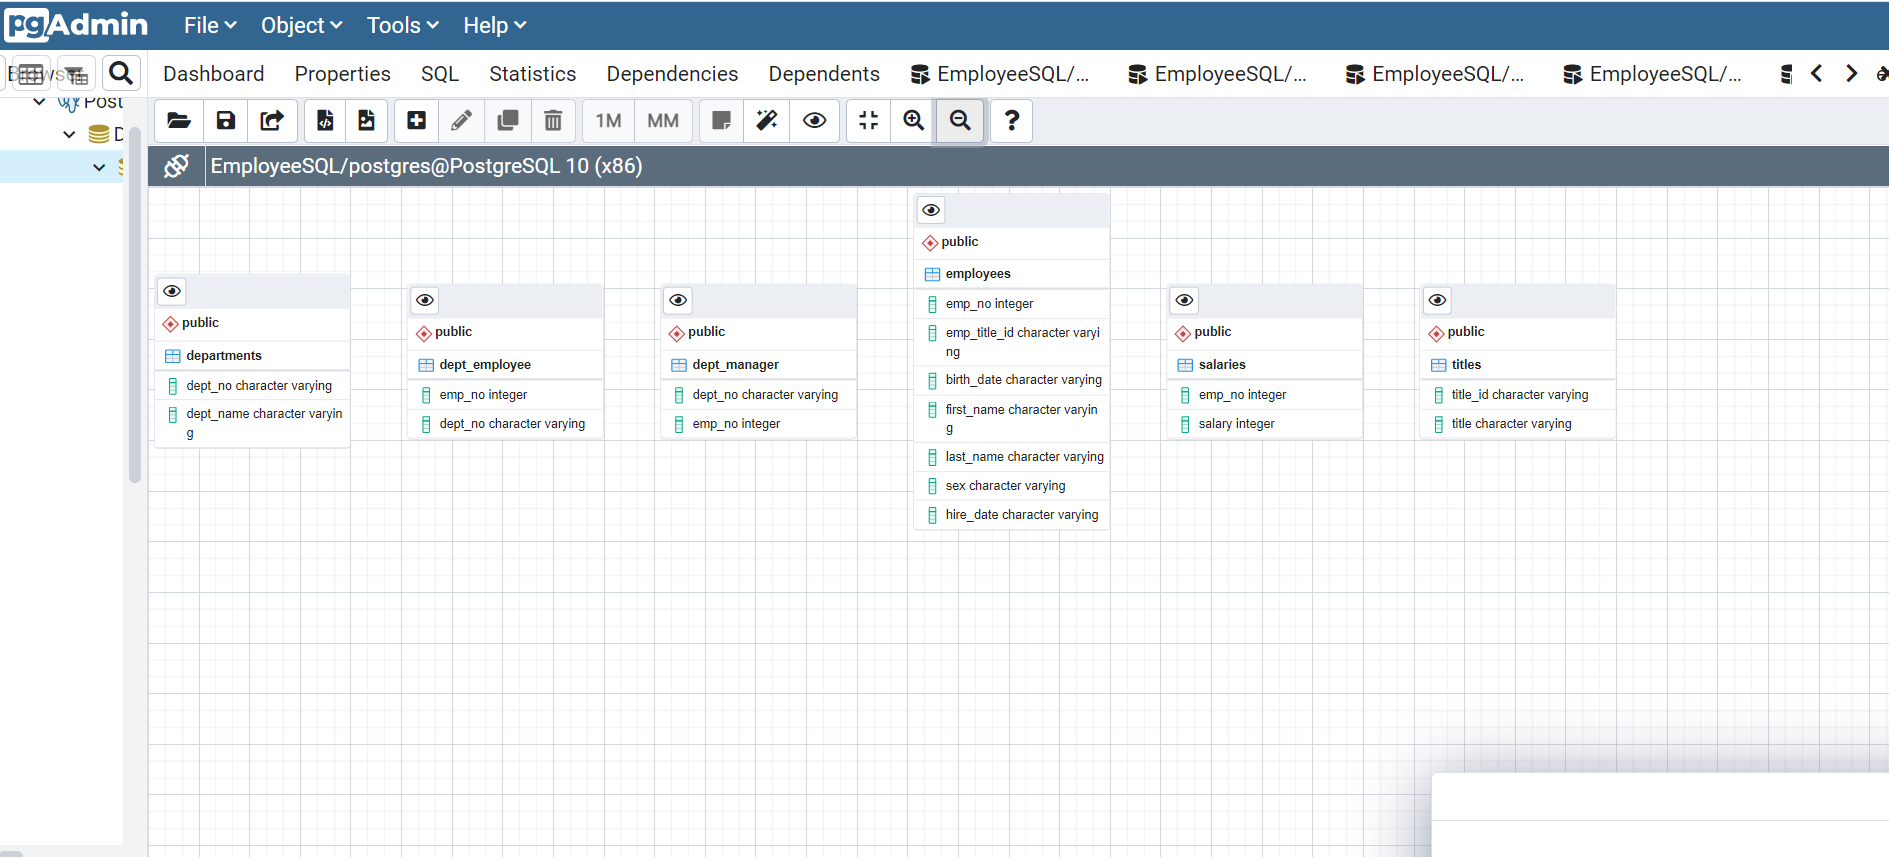 pgAdmin File Object Tools Help
Dashboard Properties SQL Statistics Dependencies Dependents EmployeeSQL/... EmployeeSQL/... EmployeeSQL/... EmployeeSQL/...
Post
D
1M MM ?
EmployeeSQL/postgres@PostgreSQL 10 (x86)
public
departments
dept_no character varying
dept_name character varyin
g
public
dept_employee
emp_no integer
dept_no character varying
public
dept_manager
dept_no character varying
emp_no integer
public
employees
emp_no integer
emp_title_id character varyi
ng
birth_date character varying
first_name character varyin
g
last_name character varying
sex character varying
hire_date character varying
public
salaries
emp_no integer
salary integer
public
titles
title_id character varying
title character varying